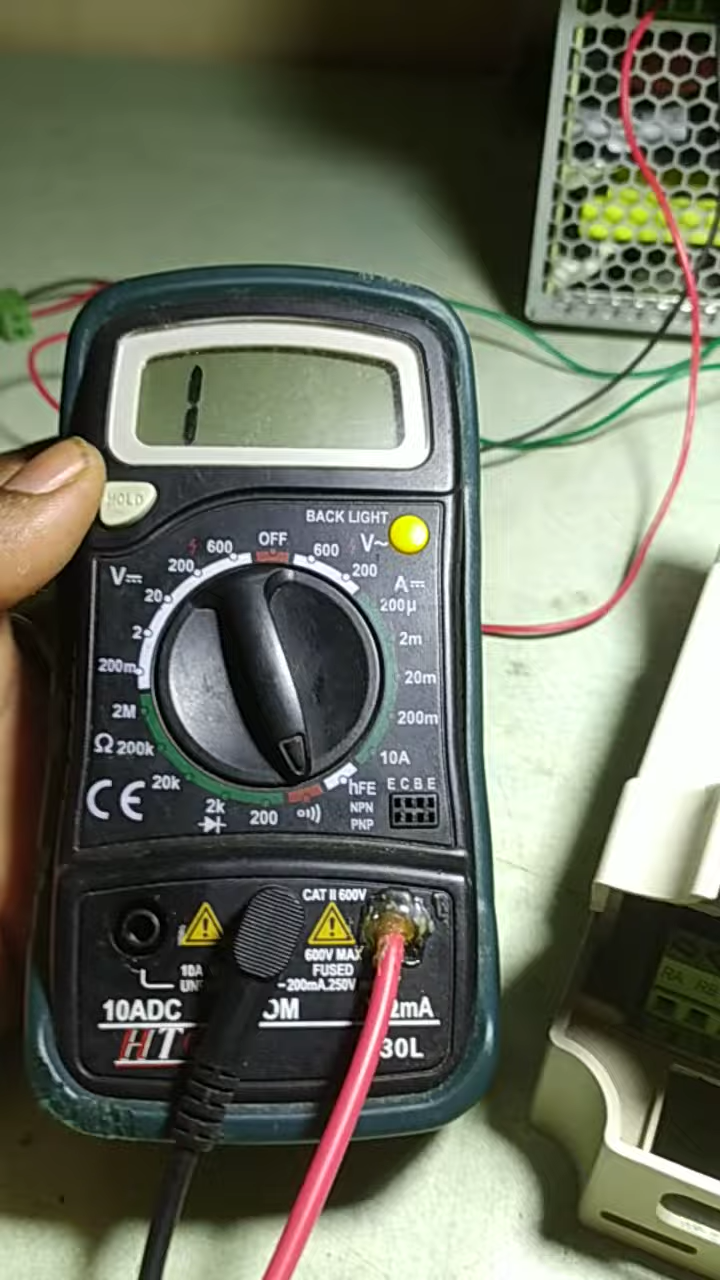 1
HOLD
BACK LIGHT
OFF
600
600
V~
200
200
V
A
20
200µ
2
2m
200m
20m
2M
200m
Ω
200k
10A
20k
hFE
E C B E
2k
200
NPN
PNP
CE
CAT II 600V
600V MAX
FUSED
200mA.250V
10A
10ADC
2mA
HT
30L
RA